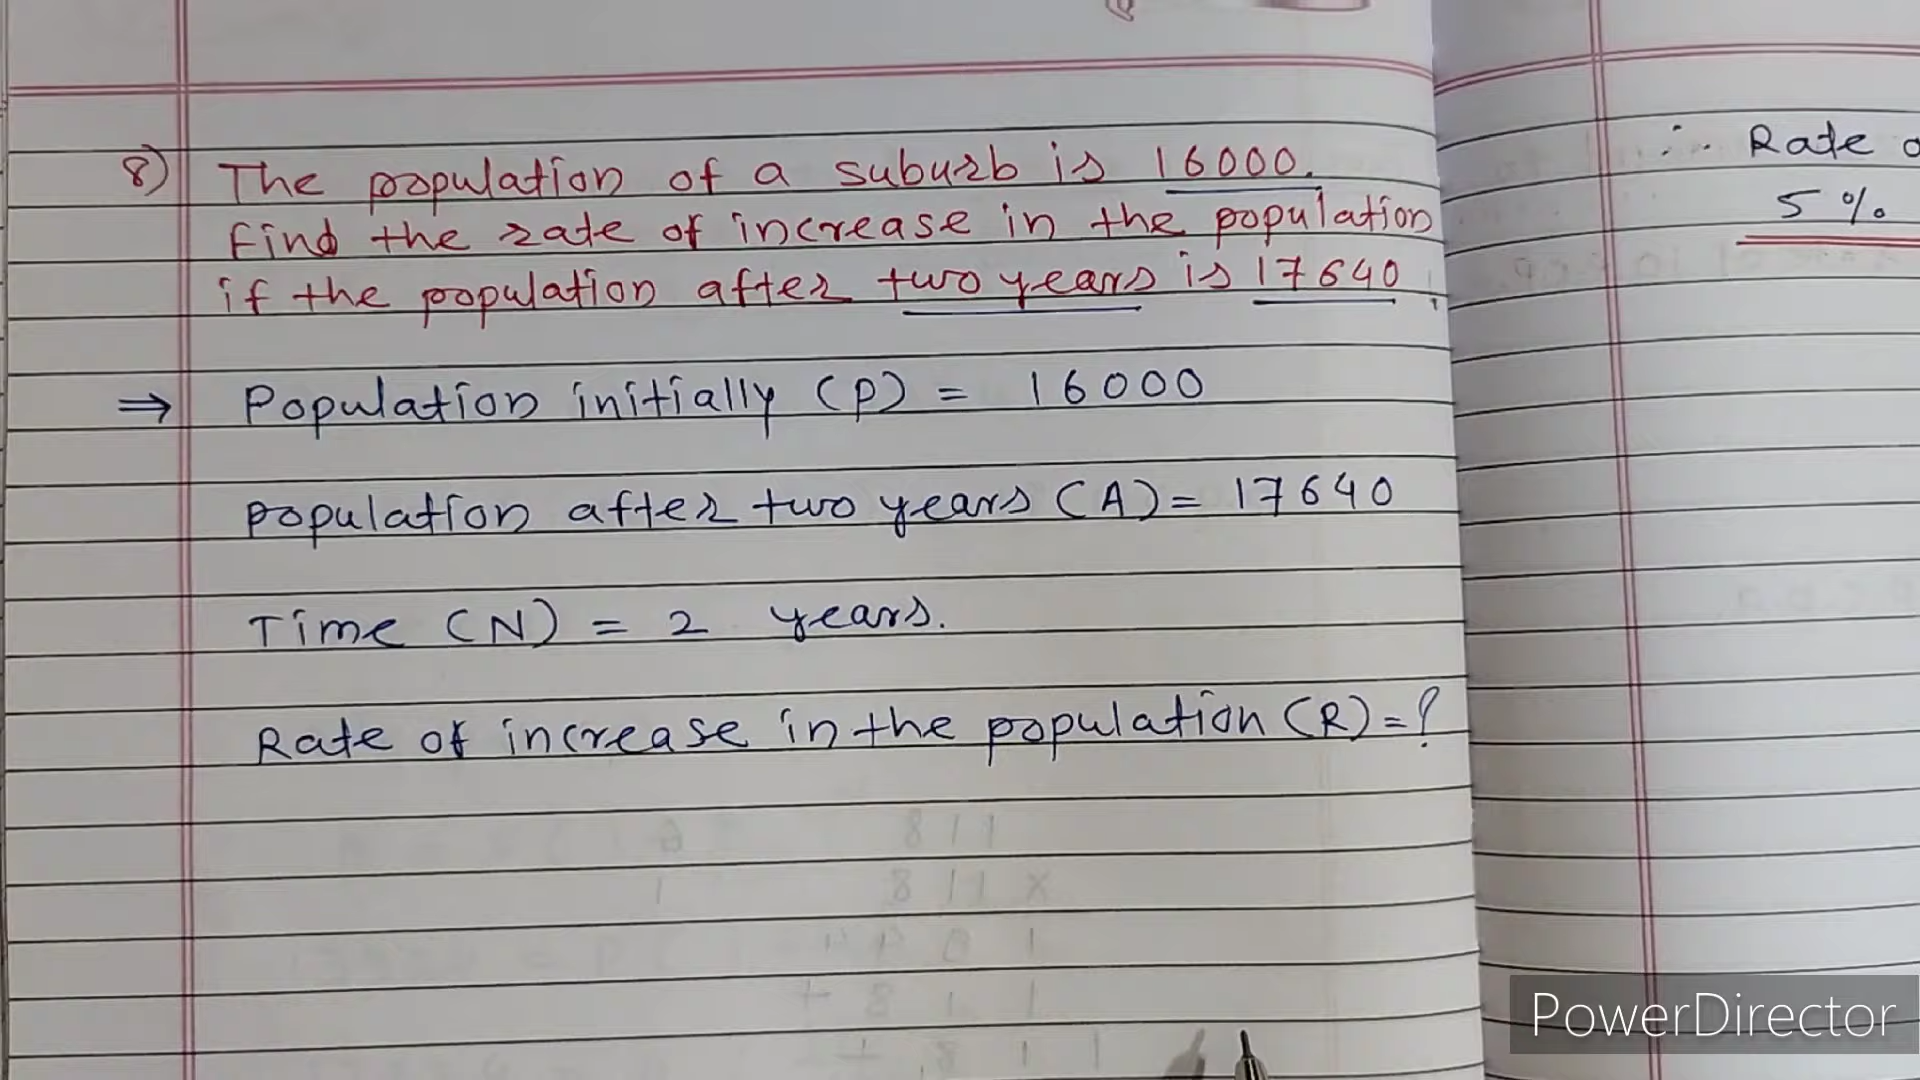 8) The population of a suburb is 16000.
Find the rate of increase in the population
if the population after two years is 17640.
⇒ Population initially (P) = 16000
population after two years (A) = 17640
Time (N) = 2 years.
Rate of increase in the population (R) = ?
∴ Rate
5 %
PowerDirector